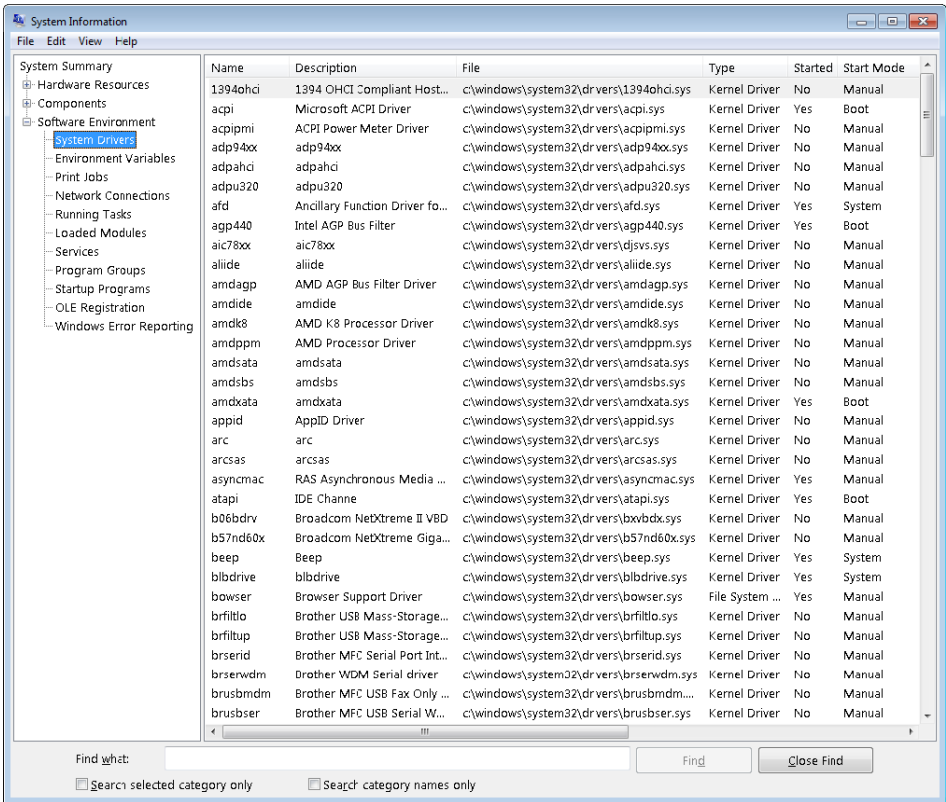 System Information
File Edit View Help
System Summary
Hardware Resources
Components
Software Environment
System Drivers
Environment Variables
Print Jobs
Network Connections
Running Tasks
Loaded Modules
Services
Program Groups
Startup Programs
OLE Registration
Windows Error Reporting
Name Description File Type Started Start Mode
1394ohci 1394 OHCI Compliant Host... c:\windows\system32\drivers\1394ohci.sys Kernel Driver No Manual
acpi Microsoft ACPI Driver c:\windows\system32\drivers\acpi.sys Kernel Driver Yes Boot
acpipmi ACPI Power Meter Driver c:\windows\system32\drivers\acpipmi.sys Kernel Driver No Manual
adp94xx adp94xx c:\windows\system32\drivers\adp94xx.sys Kernel Driver No Manual
adpahci adpahci c:\windows\system32\drivers\adpahci.sys Kernel Driver No Manual
adpu320 adpu320 c:\windows\system32\drivers\adpu320.sys Kernel Driver No Manual
afd Ancillary Function Driver fo... c:\windows\system32\drivers\afd.sys Kernel Driver Yes System
agp440 Intel AGP Bus Filter c:\windows\system32\drivers\agp440.sys Kernel Driver Yes Boot
aic78xx aic78xx c:\windows\system32\drivers\djsvs.sys Kernel Driver No Manual
aliide aliide c:\windows\system32\drivers\aliide.sys Kernel Driver No Manual
amdagp AMD AGP Bus Filter Driver c:\windows\system32\drivers\amdagp.sys Kernel Driver No Manual
amdide amdide c:\windows\system32\drivers\amdide.sys Kernel Driver No Manual
amdk8 AMD K8 Processor Driver c:\windows\system32\drivers\amdk8.sys Kernel Driver No Manual
amdppm AMD Processor Driver c:\windows\system32\drivers\amdppm.sys Kernel Driver No Manual
amdsata amdsata c:\windows\system32\drivers\amdsata.sys Kernel Driver No Manual
amdsbs amdsbs c:\windows\system32\drivers\amdsbs.sys Kernel Driver No Manual
amdxata amdxata c:\windows\system32\drivers\amdxata.sys Kernel Driver Yes Boot
appid AppID Driver c:\windows\system32\drivers\appid.sys Kernel Driver No Manual
arc arc c:\windows\system32\drivers\arc.sys Kernel Driver No Manual
arcsas arcsas c:\windows\system32\drivers\arcsas.sys Kernel Driver No Manual
asyncmac RAS Asynchronous Media ... c:\windows\system32\drivers\asyncmac.sys Kernel Driver Yes Manual
atapi IDE Channe c:\windows\system32\drivers\atapi.sys Kernel Driver Yes Boot
b06bdrv Broadcom NetXtreme II VBD c:\windows\system32\drivers\bxvbdx.sys Kernel Driver No Manual
b57nd60x Broadcom NetXtreme Giga... c:\windows\system32\drivers\b57nd60x.sys Kernel Driver No Manual
beep Beep c:\windows\system32\drivers\beep.sys Kernel Driver Yes System
blbdrive blbdrive c:\windows\system32\drivers\blbdrive.sys Kernel Driver Yes System
bowser Browser Support Driver c:\windows\system32\drivers\bowser.sys File System ... Yes Manual
brfiltlo Brother USB Mass-Storage... c:\windows\system32\drivers\brfiltlo.sys Kernel Driver No Manual
brfiltup Brother USB Mass-Storage... c:\windows\system32\drivers\brfiltup.sys Kernel Driver No Manual
brserid Brother MFC Serial Port Int... c:\windows\system32\drivers\brserid.sys Kernel Driver No Manual
brserwdm Brother WDM Serial driver c:\windows\system32\drivers\brserwdm.sys Kernel Driver No Manual
brusbmdm Brother MFC USB Fax Only ... c:\windows\system32\drivers\brusbmdm.... Kernel Driver No Manual
brusbser Brother MFC USB Serial W... c:\windows\system32\drivers\brusbser.sys Kernel Driver No Manual
Find what: Find Close Find
Search selected category only Search category names only